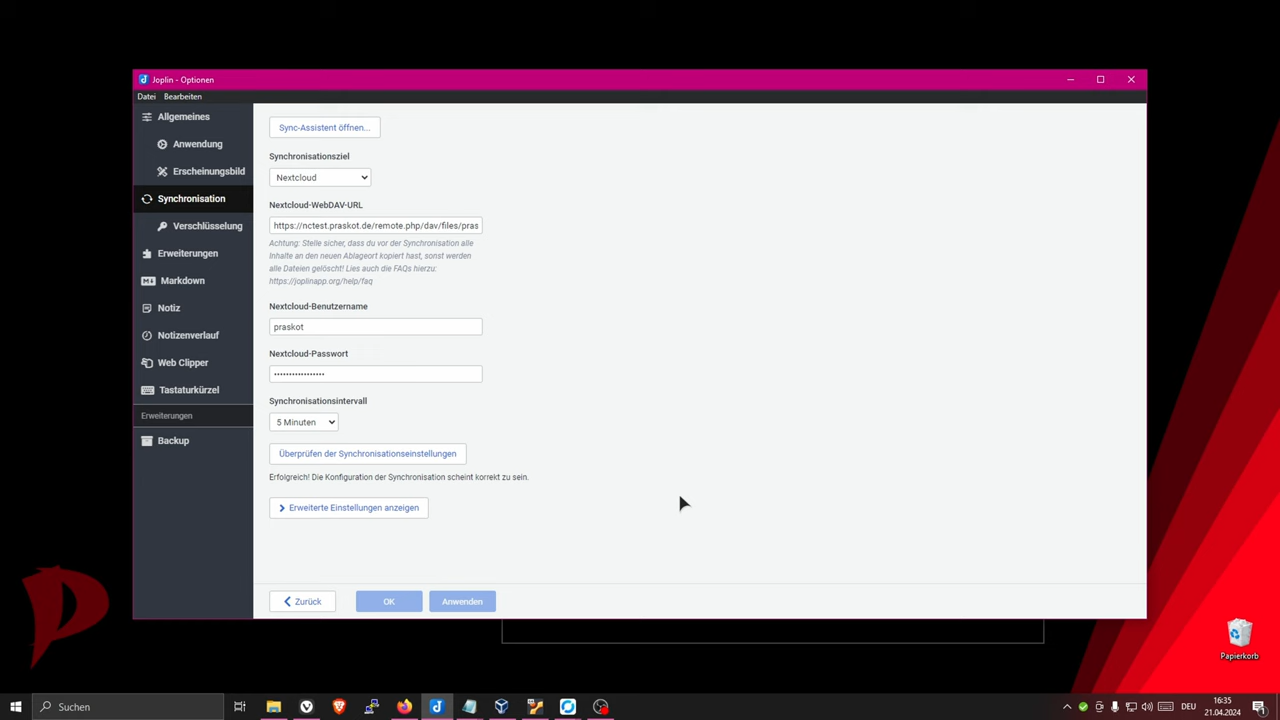 Joplin - Optionen
Datei Bearbeiten
Allgemeines
Anwendung
Erscheinungsbild
Synchronisation
Verschlüsselung
Erweiterungen
Markdown
Notiz
Notizenverlauf
Web Clipper
Tastaturkürzel
Erweiterungen
Backup
Sync-Assistent öffnen...
Synchronisationsziel
Nextcloud
Nextcloud-WebDAV-URL
https://nctest.praskot.de/remote.php/dav/files/pras
Achtung: Stelle sicher, dass du vor der Synchronisation alle
Inhalte an den neuen Ablageort kopiert hast, sonst werden
alle Dateien gelöscht! Lies auch die FAQs hierzu:
https://joplinapp.org/help/faq
Nextcloud-Benutzername
praskot
Nextcloud-Passwort
•••••••••••••••••
Synchronisationsintervall
5 Minuten
Überprüfen der Synchronisationseinstellungen
Erfolgreich! Die Konfiguration der Synchronisation scheint korrekt zu sein.
Erweiterte Einstellungen anzeigen
Zurück OK Anwenden
Papierkorb
Suchen
DEU
16:35
21.04.2024